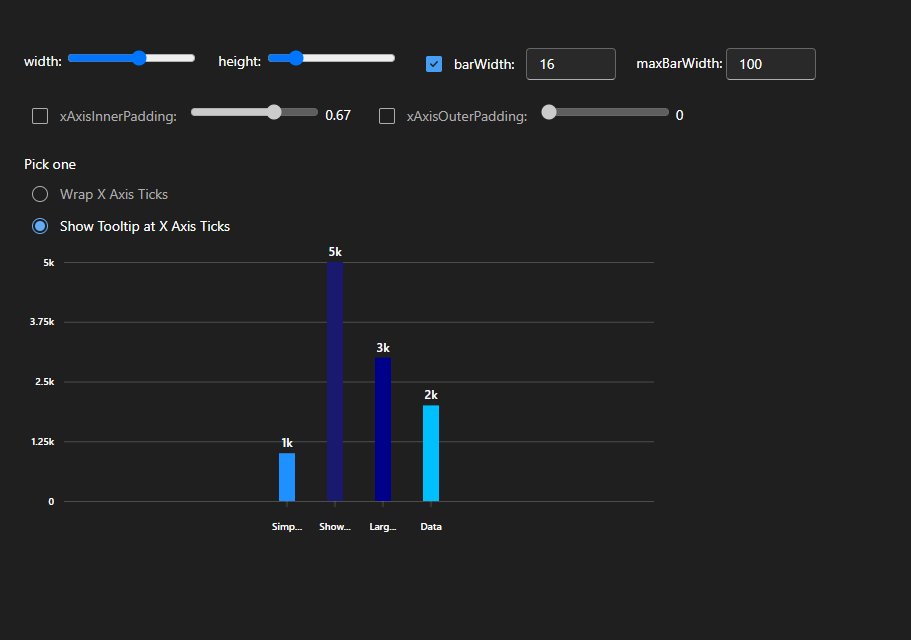 width: height: barWidth: 16 maxBarWidth: 100
xAxisInnerPadding: 0.67 xAxisOuterPadding: 0
Pick one
Wrap X Axis Ticks
Show Tooltip at X Axis Ticks
5k
5k
3.75k
3k
2.5k
2k
1.25k
1k
0
Simp... Show... Larg... Data